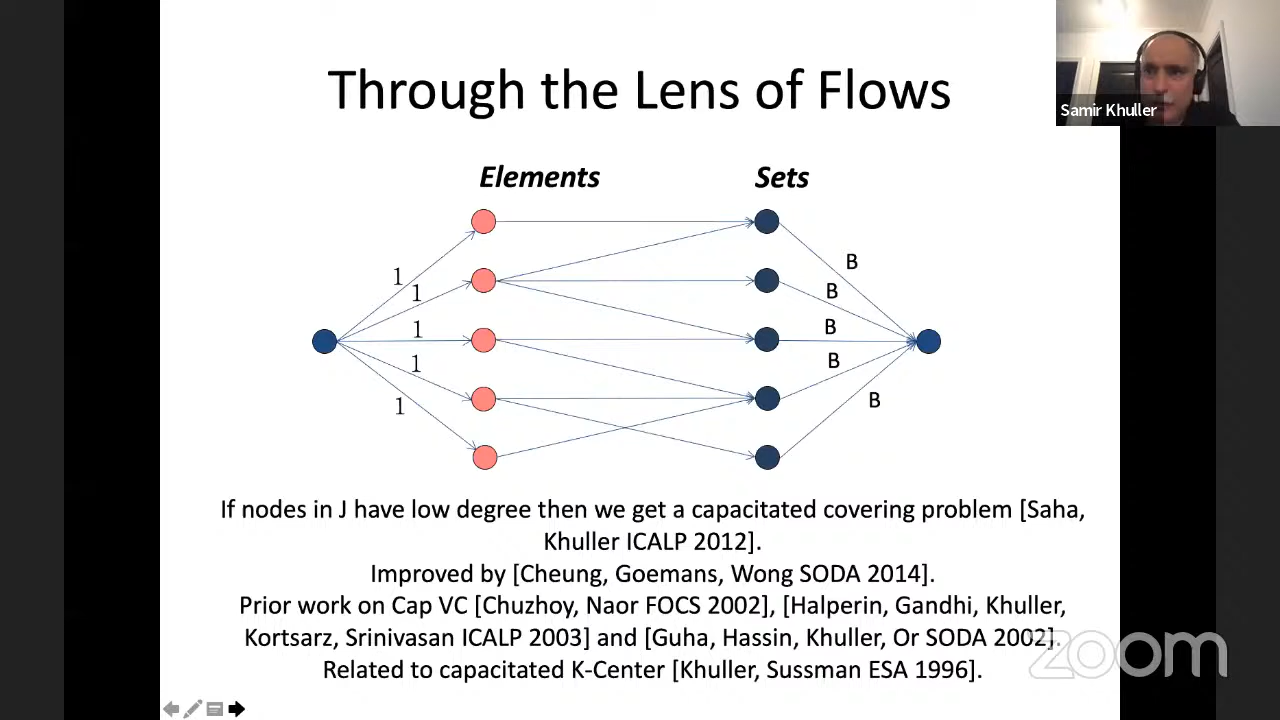 Through the Lens of Flows
Samir Khuller
Elements Sets
1
1
1
1
1
B
B
B
B
B
If nodes in J have low degree then we get a capacitated covering problem [Saha,
Khuller ICALP 2012].
Improved by [Cheung, Goemans, Wong SODA 2014].
Prior work on Cap VC [Chuzhoy, Naor FOCS 2002], [Halperin, Gandhi, Khuller,
Kortsarz, Srinivasan ICALP 2003] and [Guha, Hassin, Khuller, Or SODA 2002].
Related to capacitated K-Center [Khuller, Sussman ESA 1996].
zoom